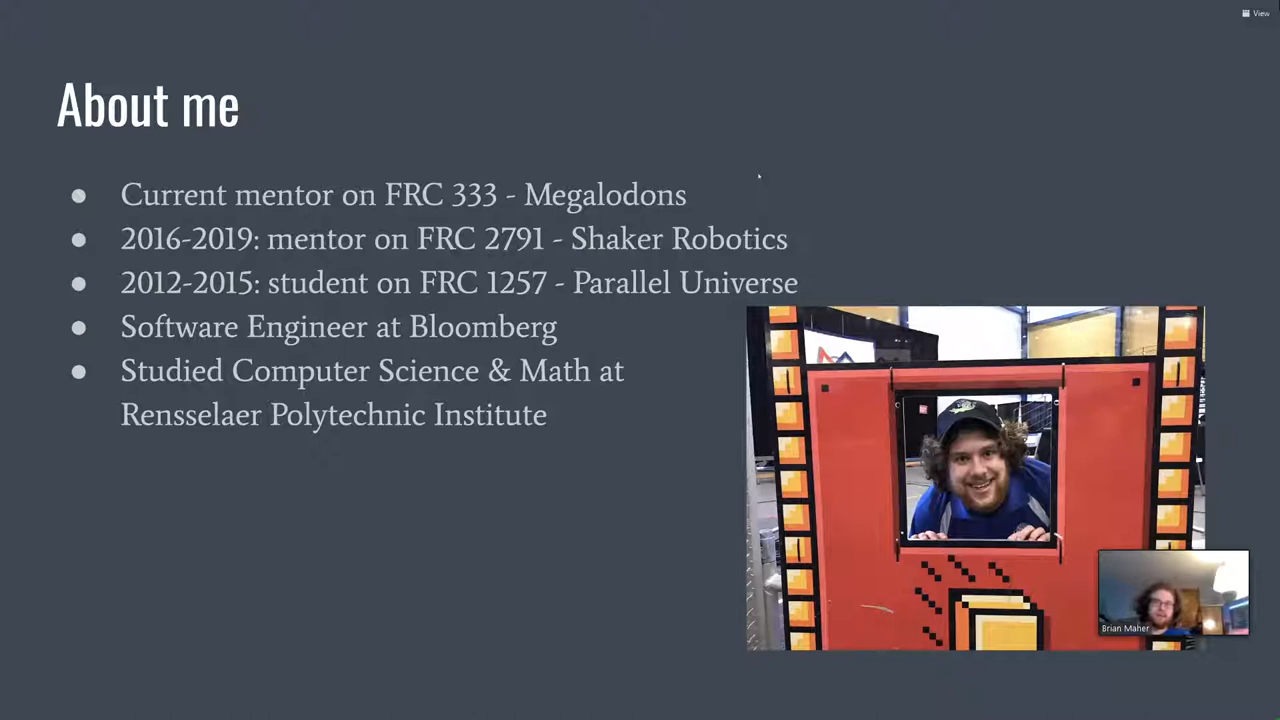 View
About me
● Current mentor on FRC 333 - Megalodons
● 2016-2019: mentor on FRC 2791 - Shaker Robotics
● 2012-2015: student on FRC 1257 - Parallel Universe
● Software Engineer at Bloomberg
● Studied Computer Science & Math at
Rensselaer Polytechnic Institute
Brian Maher